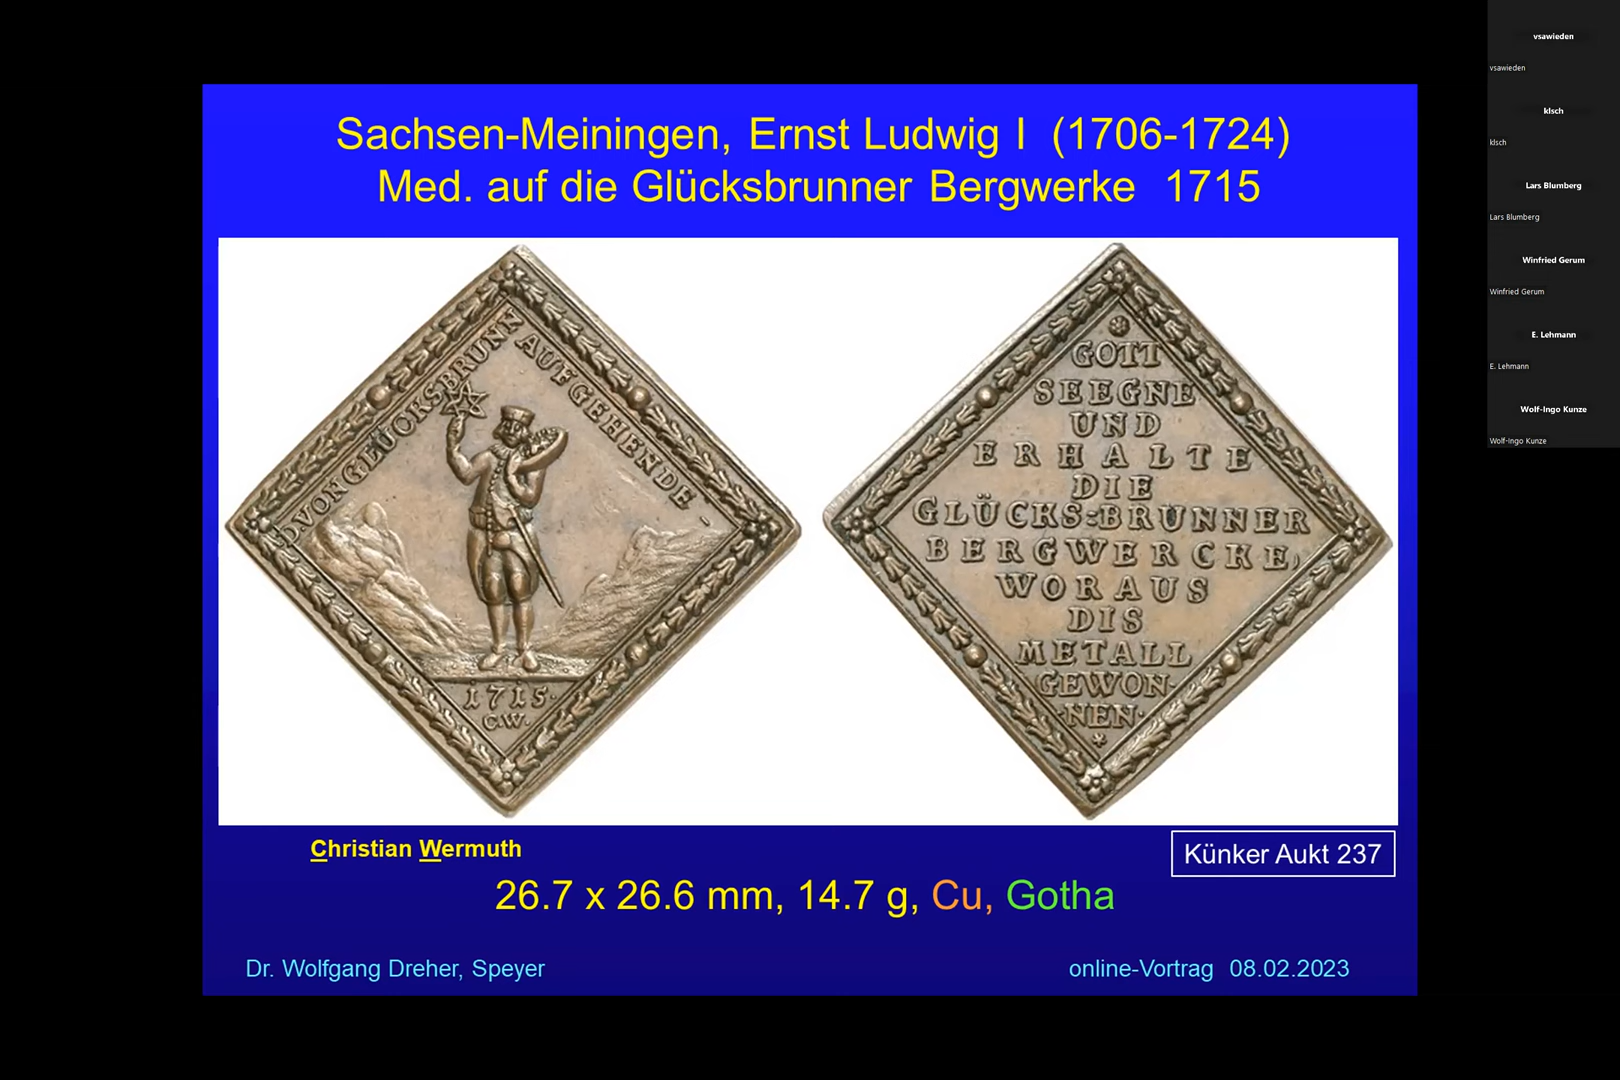 Sachsen-Meiningen, Ernst Ludwig I (1706-1724)
Med. auf die Glücksbrunner Bergwerke 1715
DVONGLÜCKSBRUNN AUFGEHENDE
1715.
C.W.
GOTT
SEEGNE
UND
ERHALTE
DIE
GLÜCKS=BRUNNER
BERGWERCKE,
WORAUS
DIS
METALL
GEWON-
-NEN.
Christian Wermuth
Künker Aukt 237
26.7 x 26.6 mm, 14.7 g, Cu, Gotha
Dr. Wolfgang Dreher, Speyer
online-Vortrag 08.02.2023
vsawieden
vsawieden
klsch
klsch
Lars Blumberg
Lars Blumberg
Winfried Gerum
Winfried Gerum
E. Lehmann
E. Lehmann
Wolf-Ingo Kunze
Wolf-Ingo Kunze